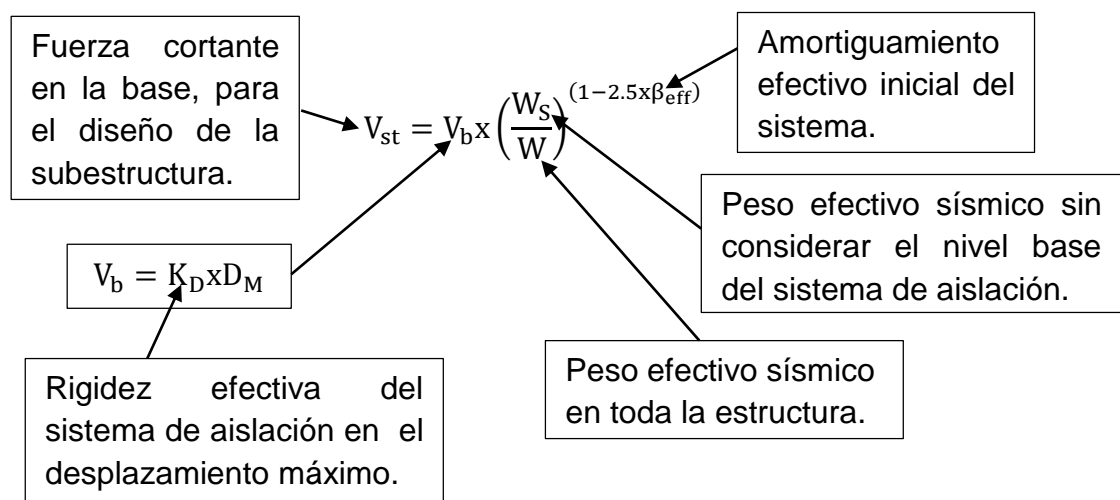 Fuerza cortante
en la base, para
el diseño de la
subestructura.
Amortiguamiento
efectivo inicial del
sistema.
V_st = V_b x (W_S / W)^(1−2.5xβ_eff)
Peso efectivo sísmico sin
considerar el nivel base
del sistema de aislación.
V_b = K_D x D_M
Peso efectivo sísmico
en toda la estructura.
Rigidez efectiva del
sistema de aislación en el
desplazamiento máximo.